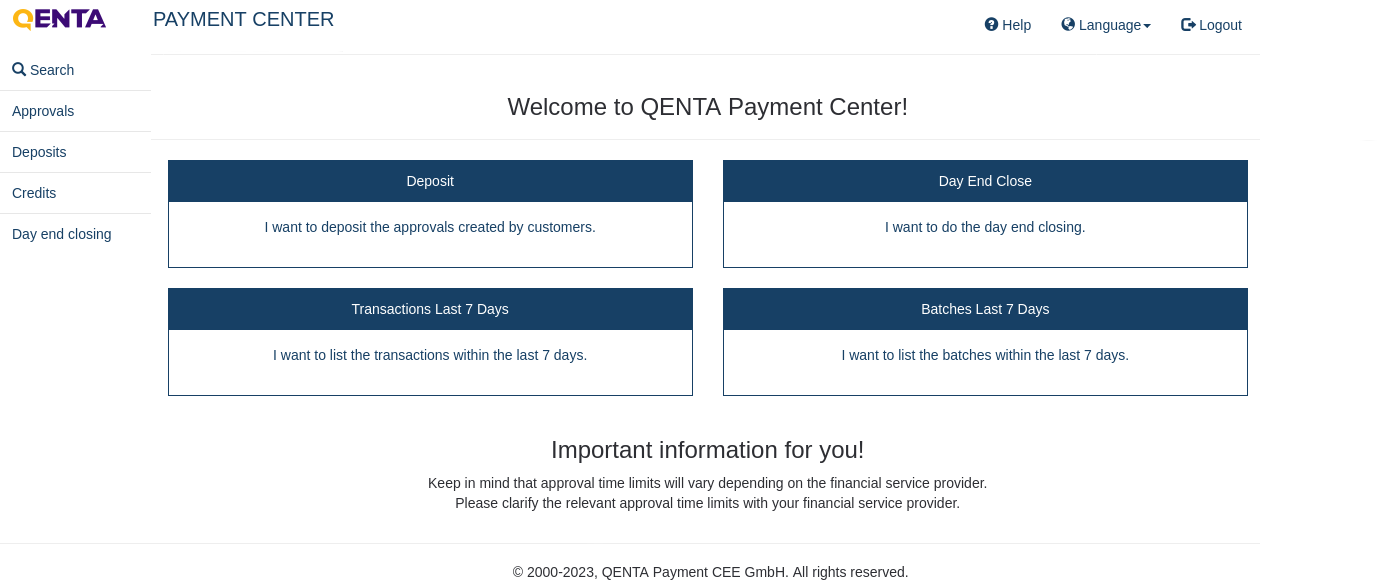 QENTA
PAYMENT CENTER
Help
Language
Logout
Search
Approvals
Deposits
Credits
Day end closing
Welcome to QENTA Payment Center!
Deposit
I want to deposit the approvals created by customers.
Day End Close
I want to do the day end closing.
Transactions Last 7 Days
I want to list the transactions within the last 7 days.
Batches Last 7 Days
I want to list the batches within the last 7 days.
Important information for you!
Keep in mind that approval time limits will vary depending on the financial service provider.
Please clarify the relevant approval time limits with your financial service provider.
© 2000-2023, QENTA Payment CEE GmbH. All rights reserved.